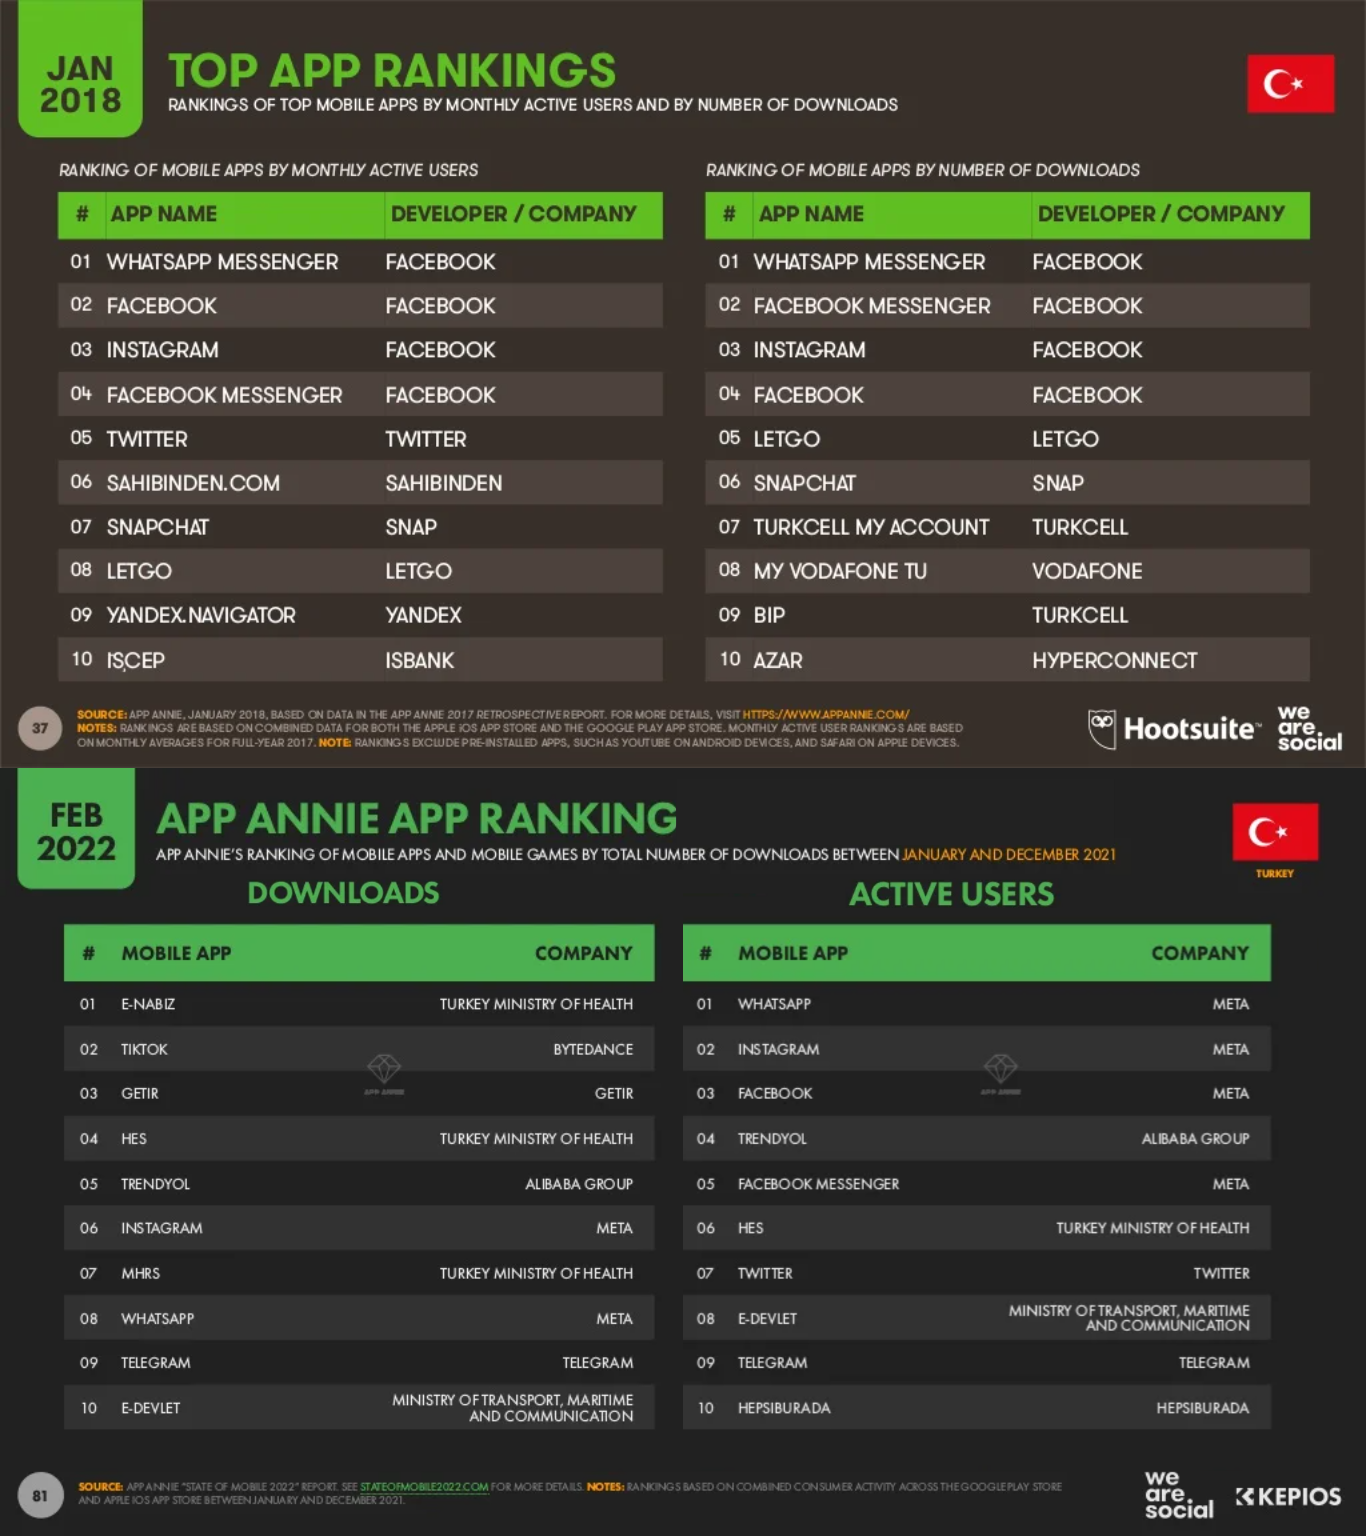 JAN
2018
TOP APP RANKINGS
RANKINGS OF TOP MOBILE APPS BY MONTHLY ACTIVE USERS AND BY NUMBER OF DOWNLOADS
RANKING OF MOBILE APPS BY MONTHLY ACTIVE USERS
# APP NAME DEVELOPER / COMPANY
01 WHATSAPP MESSENGER FACEBOOK
02 FACEBOOK FACEBOOK
03 INSTAGRAM FACEBOOK
04 FACEBOOK MESSENGER FACEBOOK
05 TWITTER TWITTER
06 SAHIBINDEN.COM SAHIBINDEN
07 SNAPCHAT SNAP
08 LETGO LETGO
09 YANDEX.NAVIGATOR YANDEX
10 IŞCEP ISBANK
RANKING OF MOBILE APPS BY NUMBER OF DOWNLOADS
# APP NAME DEVELOPER / COMPANY
01 WHATSAPP MESSENGER FACEBOOK
02 FACEBOOK MESSENGER FACEBOOK
03 INSTAGRAM FACEBOOK
04 FACEBOOK FACEBOOK
05 LETGO LETGO
06 SNAPCHAT SNAP
07 TURKCELL MY ACCOUNT TURKCELL
08 MY VODAFONE TU VODAFONE
09 BIP TURKCELL
10 AZAR HYPERCONNECT
37
SOURCE: APP ANNIE, JANUARY 2018, BASED ON DATA IN THE APP ANNIE 2017 RETROSPECTIVE REPORT. FOR MORE DETAILS, VISIT HTTPS://WWW.APPANNIE.COM/
NOTES: RANKINGS ARE BASED ON COMBINED DATA FOR BOTH THE APPLE IOS APP STORE AND THE GOOGLE PLAY APP STORE. MONTHLY ACTIVE USER RANKINGS ARE BASED
ON MONTHLY AVERAGES FOR FULL-YEAR 2017. NOTE: RANKINGS EXCLUDE PRE-INSTALLED APPS, SUCH AS YOUTUBE ON ANDROID DEVICES, AND SAFARI ON APPLE DEVICES.
Hootsuite™
we
are.
social
FEB
2022
APP ANNIE APP RANKING
APP ANNIE'S RANKING OF MOBILE APPS AND MOBILE GAMES BY TOTAL NUMBER OF DOWNLOADS BETWEEN JANUARY AND DECEMBER 2021
TURKEY
DOWNLOADS
# MOBILE APP COMPANY
01 E-NABIZ TURKEY MINISTRY OF HEALTH
02 TIKTOK BYTEDANCE
03 GETIR GETIR
04 HES TURKEY MINISTRY OF HEALTH
05 TRENDYOL ALIBABA GROUP
06 INSTAGRAM META
07 MHRS TURKEY MINISTRY OF HEALTH
08 WHATSAPP META
09 TELEGRAM TELEGRAM
10 E-DEVLET MINISTRY OF TRANSPORT, MARITIME
AND COMMUNICATION
APP ANNIE
ACTIVE USERS
# MOBILE APP COMPANY
01 WHATSAPP META
02 INSTAGRAM META
03 FACEBOOK META
04 TRENDYOL ALIBABA GROUP
05 FACEBOOK MESSENGER META
06 HES TURKEY MINISTRY OF HEALTH
07 TWITTER TWITTER
08 E-DEVLET MINISTRY OF TRANSPORT, MARITIME
AND COMMUNICATION
09 TELEGRAM TELEGRAM
10 HEPSIBURADA HEPSIBURADA
APP ANNIE
81
SOURCE: APP ANNIE "STATE OF MOBILE 2022" REPORT. SEE STATEOFMOBILE2022.COM FOR MORE DETAILS. NOTES: RANKINGS BASED ON COMBINED CONSUMER ACTIVITY ACROSS THE GOOGLE PLAY STORE
AND APPLE IOS APP STORE BETWEEN JANUARY AND DECEMBER 2021.
we
are.
social
KEPIOS